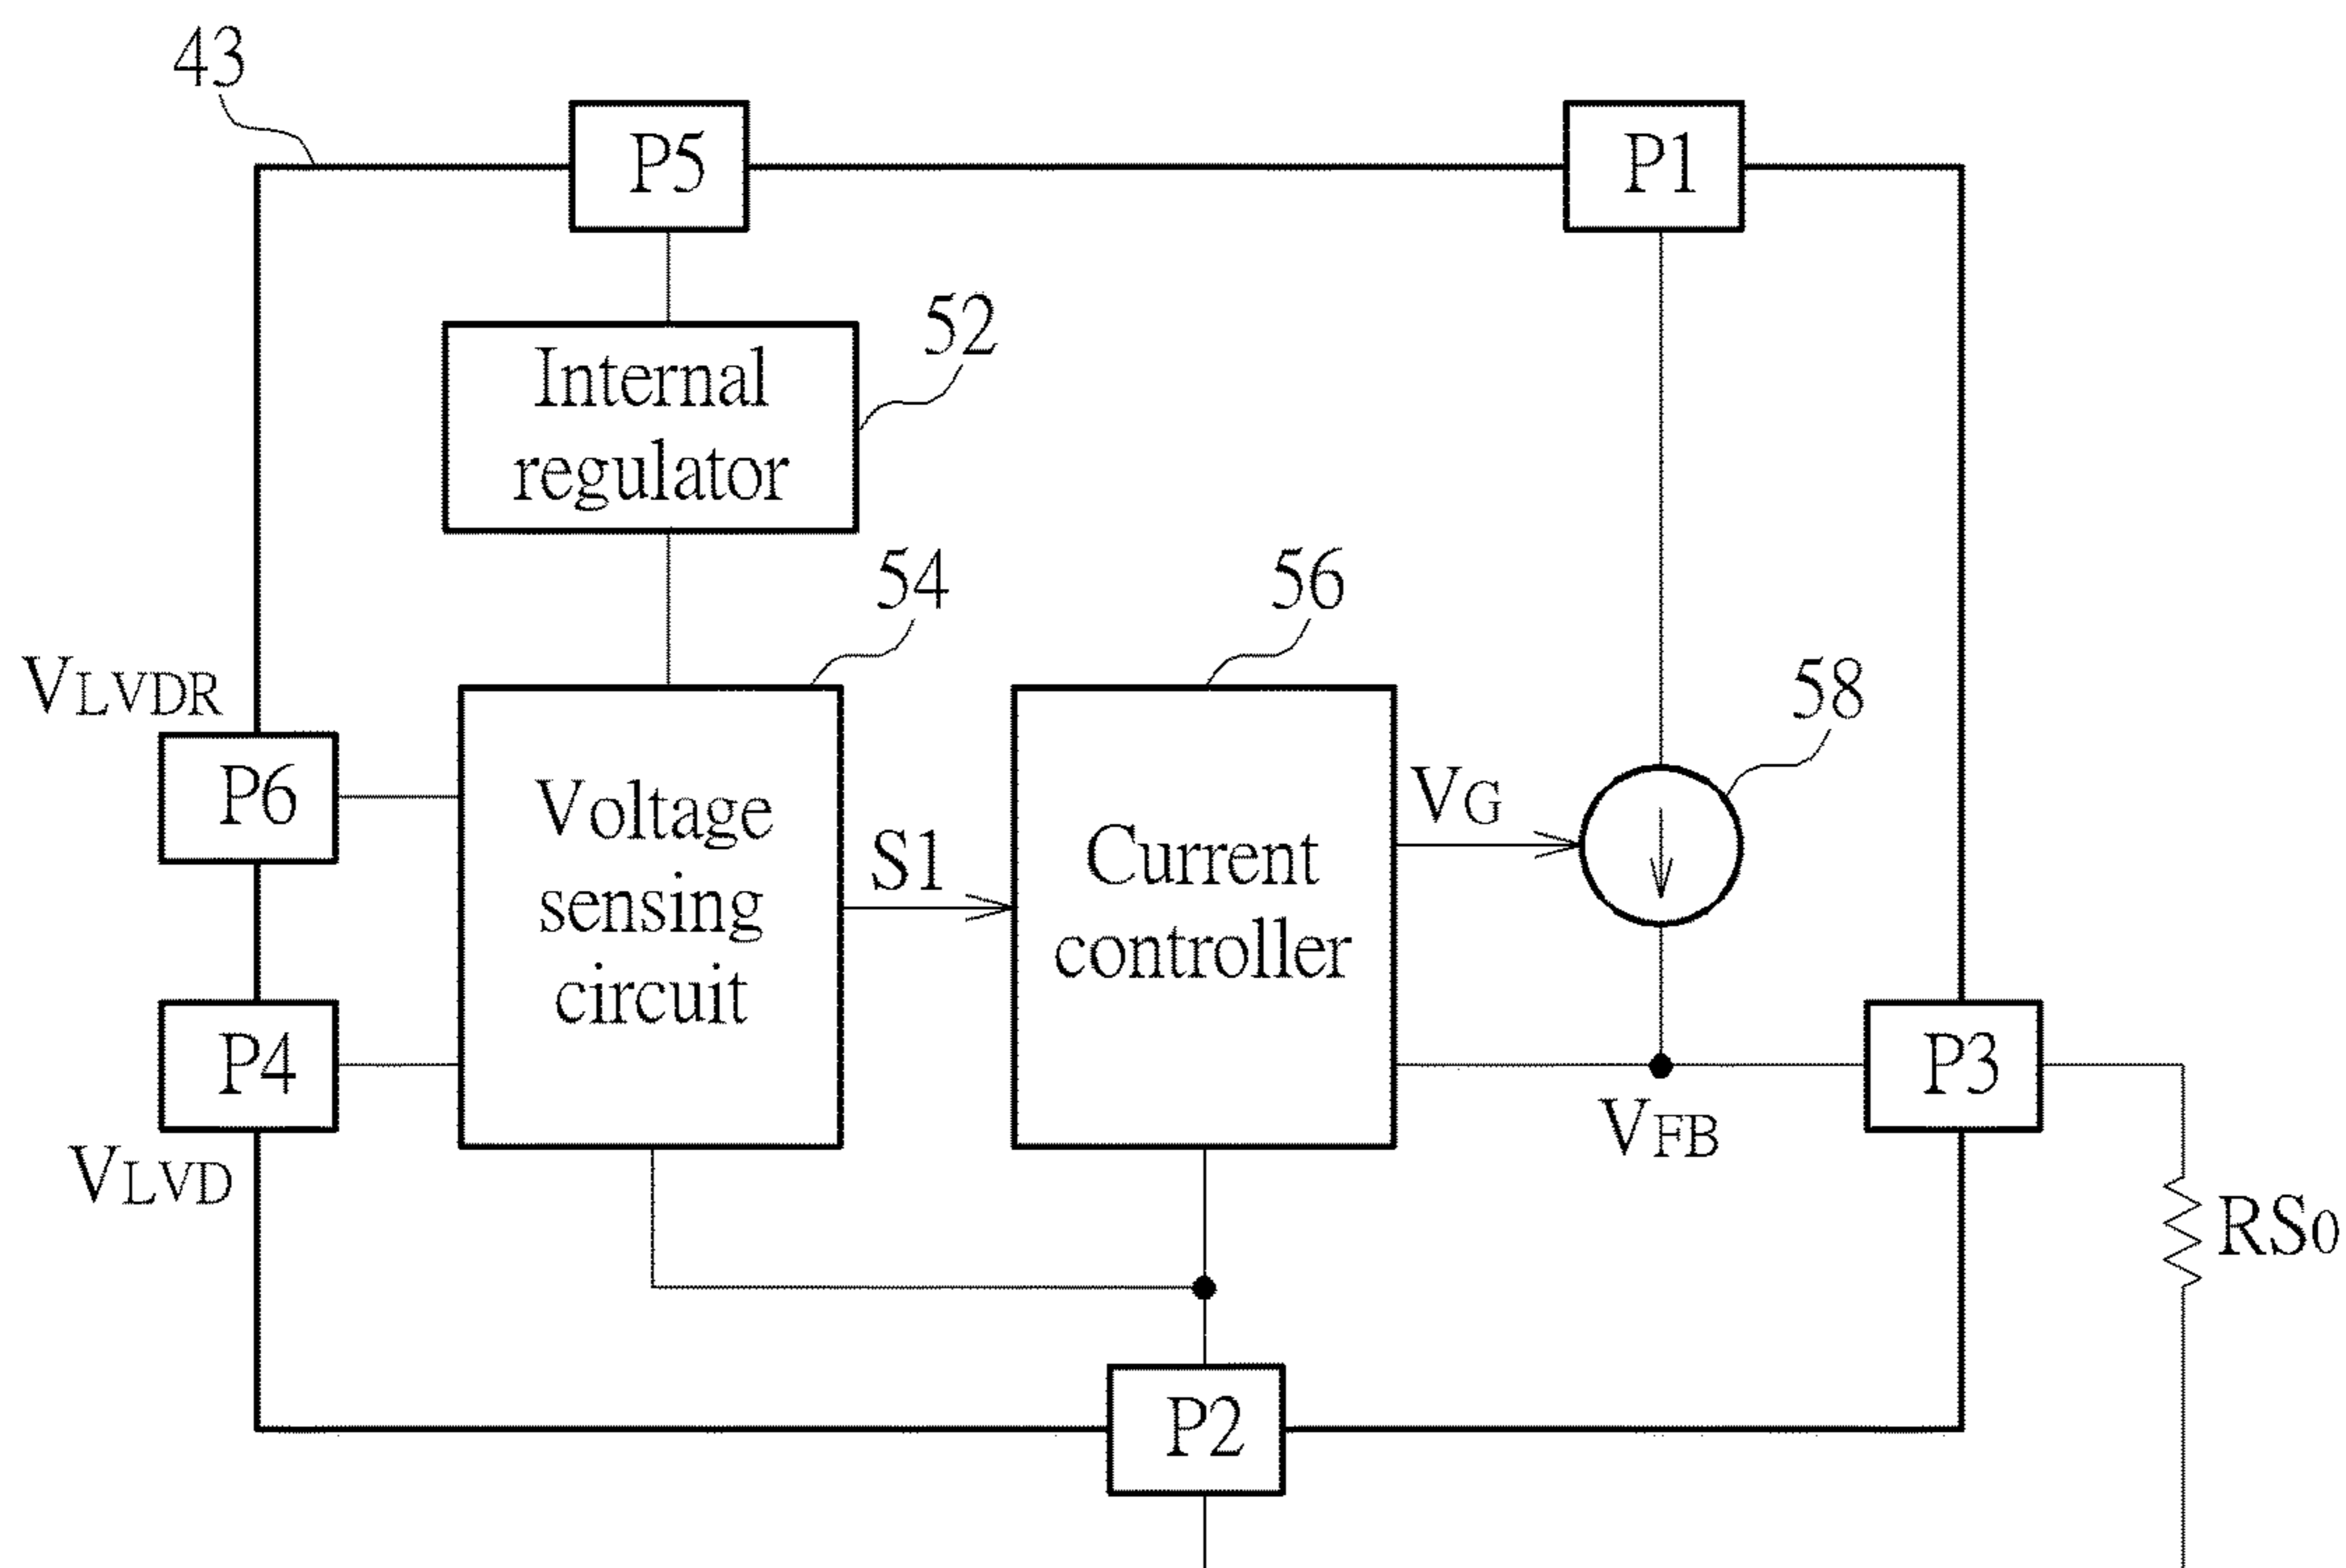 43
P5
P1
52
Internal
regulator
54
56
VLVDR
58
P6
Voltage
sensing
circuit
S1
Current
controller
VG
P4
P3
VLVD
VFB
RS0
P2